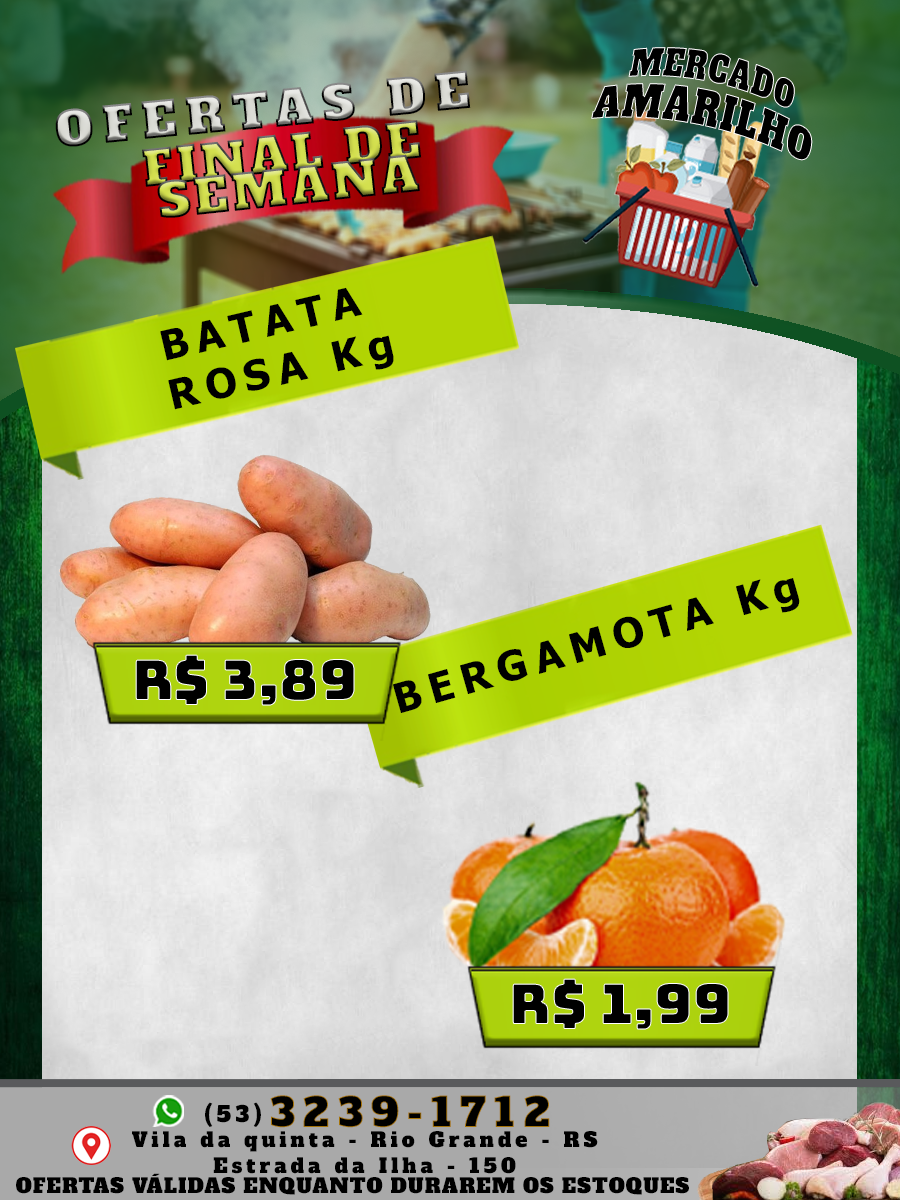 OFERTAS DE
FINAL DE
SEMANA
MERCADO
AMARILHO
BATATA
ROSA Kg
R$ 3,89
BERGAMOTA Kg
R$ 1,99
(53) 3239-1712
Vila da quinta - Rio Grande - RS
Estrada da Ilha - 150
OFERTAS VÁLIDAS ENQUANTO DURAREM OS ESTOQUES